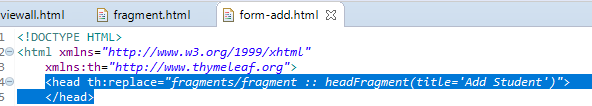 viewall.html fragment.html form-add.html
1 <!DOCTYPE HTML>
2 <html xmlns="http://www.w3.org/1999/xhtml"
3 xmlns:th="http://www.thymeleaf.org">
4 <head th:replace="fragments/fragment :: headFragment(title='Add Student')">
5 </head>